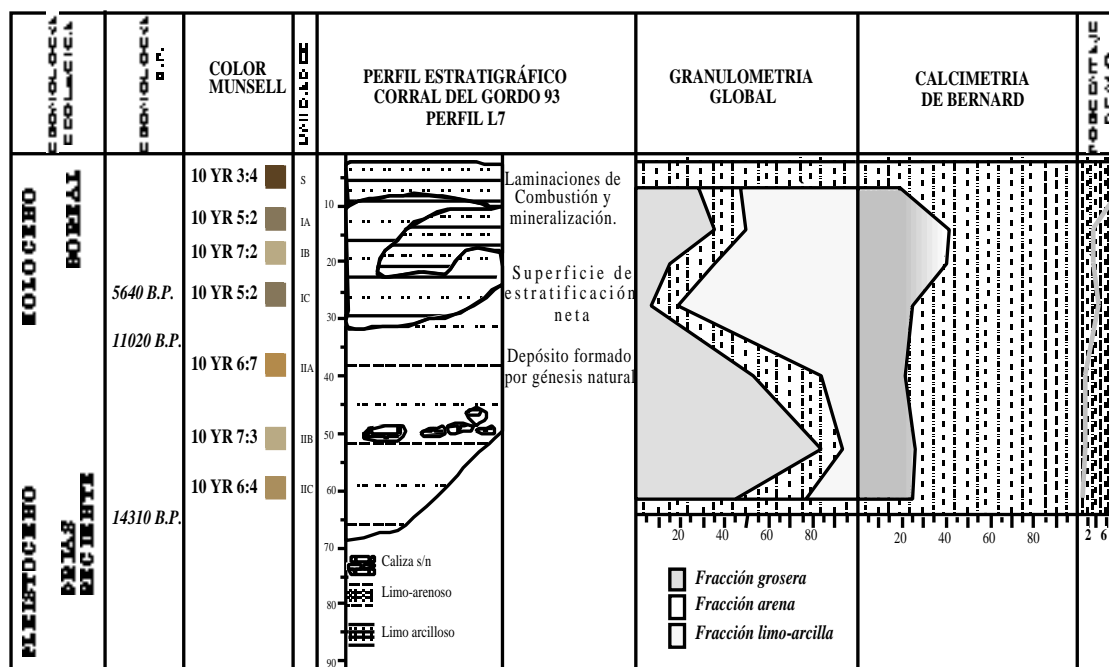 COLOR
MUNSELL
PERFIL ESTRATIGRÁFICO
CORRAL DEL GORDO 93
PERFIL L7
GRANULOMETRIA
GLOBAL
CALCIMETRIA
DE BERNARD
HOLOCENO
BOREAL
PLEISTOCENO
DRIAS
RECIENTE
5640 B.P.
11020 B.P.
14310 B.P.
10 YR 3:4
10 YR 5:2
10 YR 7:2
10 YR 5:2
10 YR 6:7
10 YR 7:3
10 YR 6:4
S
IA
IB
IC
IIA
IIB
IIC
10
20
30
40
50
60
70
80
90
Laminaciones de
Combustión y
mineralización.
Superficie de
estratificación
neta
Depósito formado
por génesis natural
Caliza s/n
Limo-arenoso
Limo arcilloso
20 40 60 80
20 40 60 80
2 6
Fracción grosera
Fracción arena
Fracción limo-arcilla